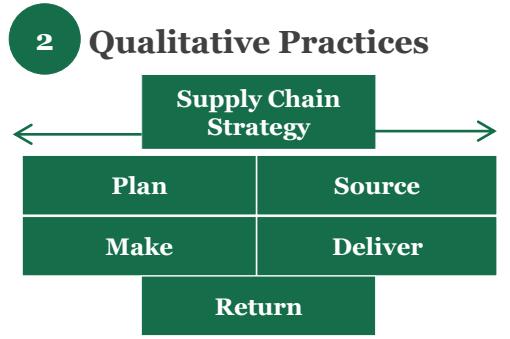 2
Qualitative Practices
Supply Chain
Strategy
Plan
Source
Make
Deliver
Return